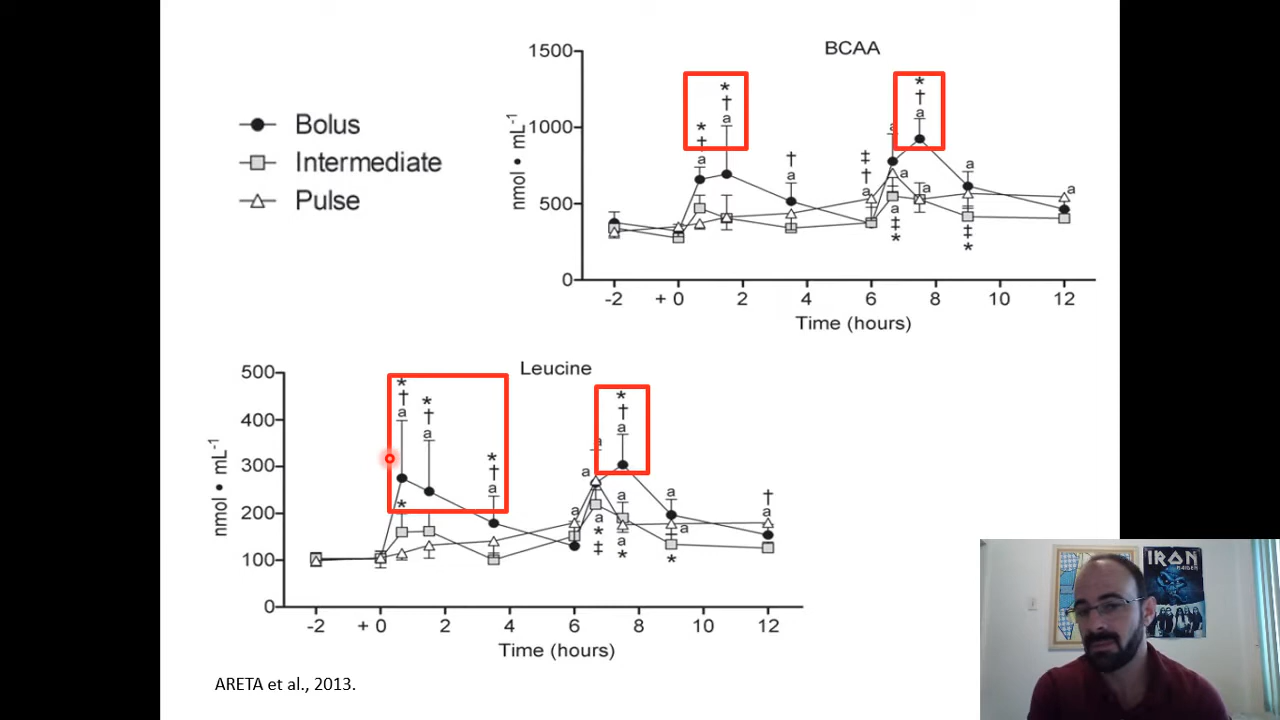 BCAA
1500
1000
500
0
nmol • mL-1
-2 + 0 2 4 6 8 10 12
Time (hours)
* † a
* † a
† a
‡ † a
a
* † a
a
a
a
a ‡ *
‡ *
a
Bolus
Intermediate
Pulse
Leucine
500
400
300
200
100
0
nmol • mL-1
-2 + 0 2 4 6 8 10 12
Time (hours)
* † a
* † a
* † a
*
a
a
a
* † a
a
a
a * ‡
a *
a
‡ *
† a
ARETA et al., 2013.
IRON
MAIDEN